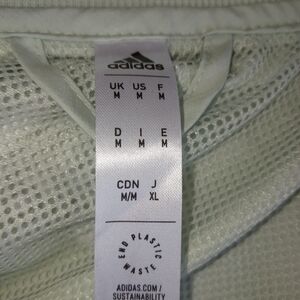 adidas
UK US F
M M M
D I E
M M M
CDN J
M/M XL
END PLASTIC WASTE
ADIDAS.COM/
SUSTAINABILITY